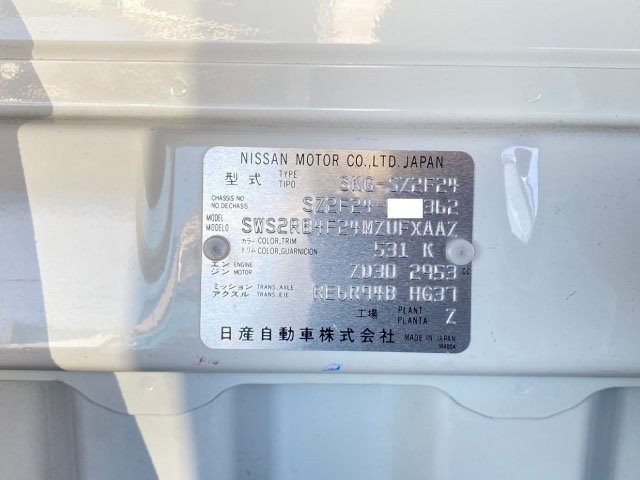 NISSAN MOTOR CO.,LTD. JAPAN
型式 TYPE TIPO SKG-SZ2F24
CHASSIS NO. NO.DECHASIS. SZ2F24 362
MODEL MODELO SWS2RB4F24MZUFXAAZ
カラー COLOR,TRIM トリム COLOR,GUARNICION 531 K
エンジン ENGINE MOTOR ZD30 2953 cc
ミッション TRANS.AXLE アクスル TRANS.EJE RE6R94B HG37
工場 PLANT PLANTA Z
日産自動車株式会社 MADE IN JAPAN